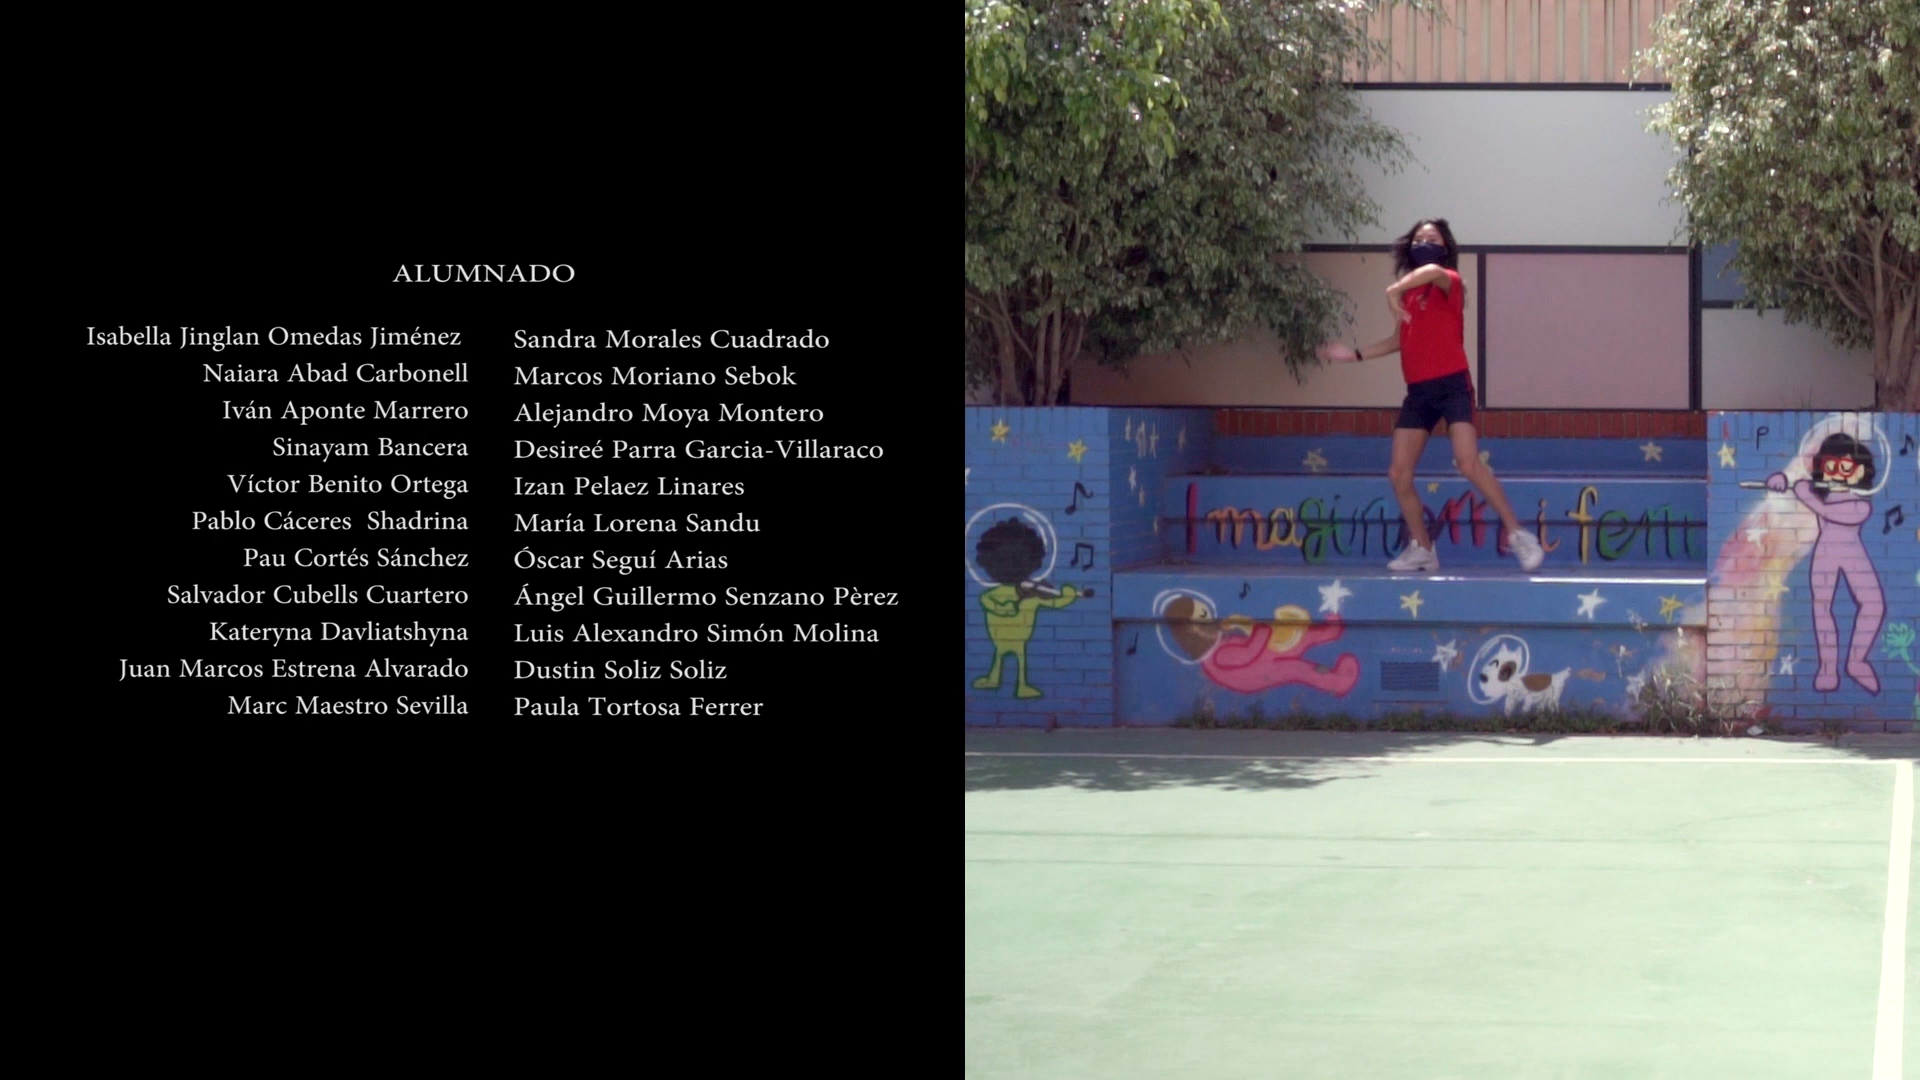 ALUMNADO
Isabella Jinglan Omedas Jiménez
Naiara Abad Carbonell
Iván Aponte Marrero
Sinayam Bancera
Víctor Benito Ortega
Pablo Cáceres  Shadrina
Pau Cortés Sánchez
Salvador Cubells Cuartero
Kateryna Davliatshyna
Juan Marcos Estrena Alvarado
Marc Maestro Sevilla
Sandra Morales Cuadrado
Marcos Moriano Sebok
Alejandro Moya Montero
Desireé Parra Garcia-Villaraco
Izan Pelaez Linares
María Lorena Sandu
Óscar Seguí Arias
Ángel Guillermo Senzano Pèrez
Luis Alexandro Simón Molina
Dustin Soliz Soliz
Paula Tortosa Ferrer
i fem